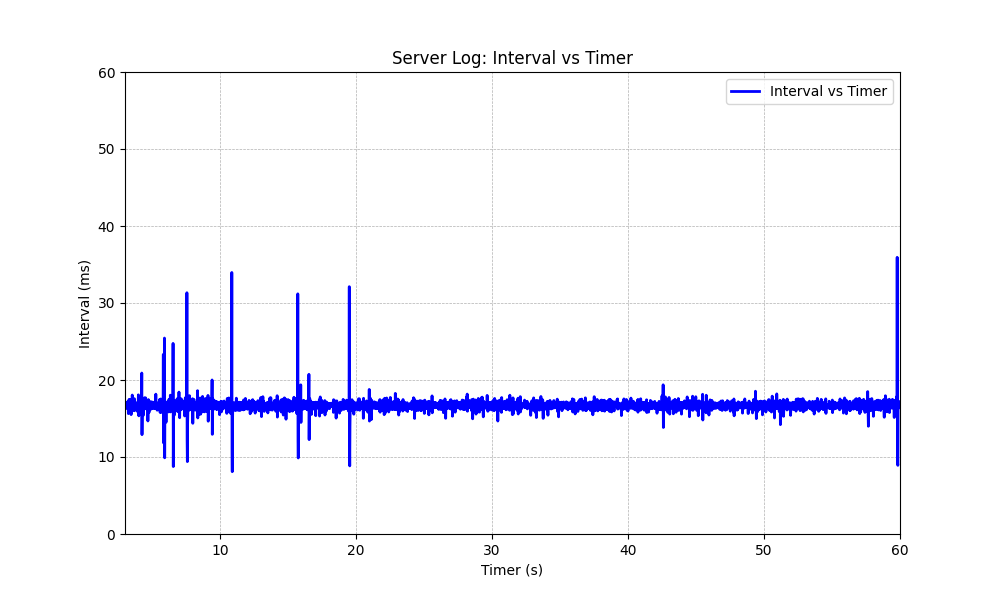 Server Log: Interval vs Timer
Interval vs Timer
60
50
40
30
20
10
0
Interval (ms)
10 20 30 40 50 60
Timer (s)